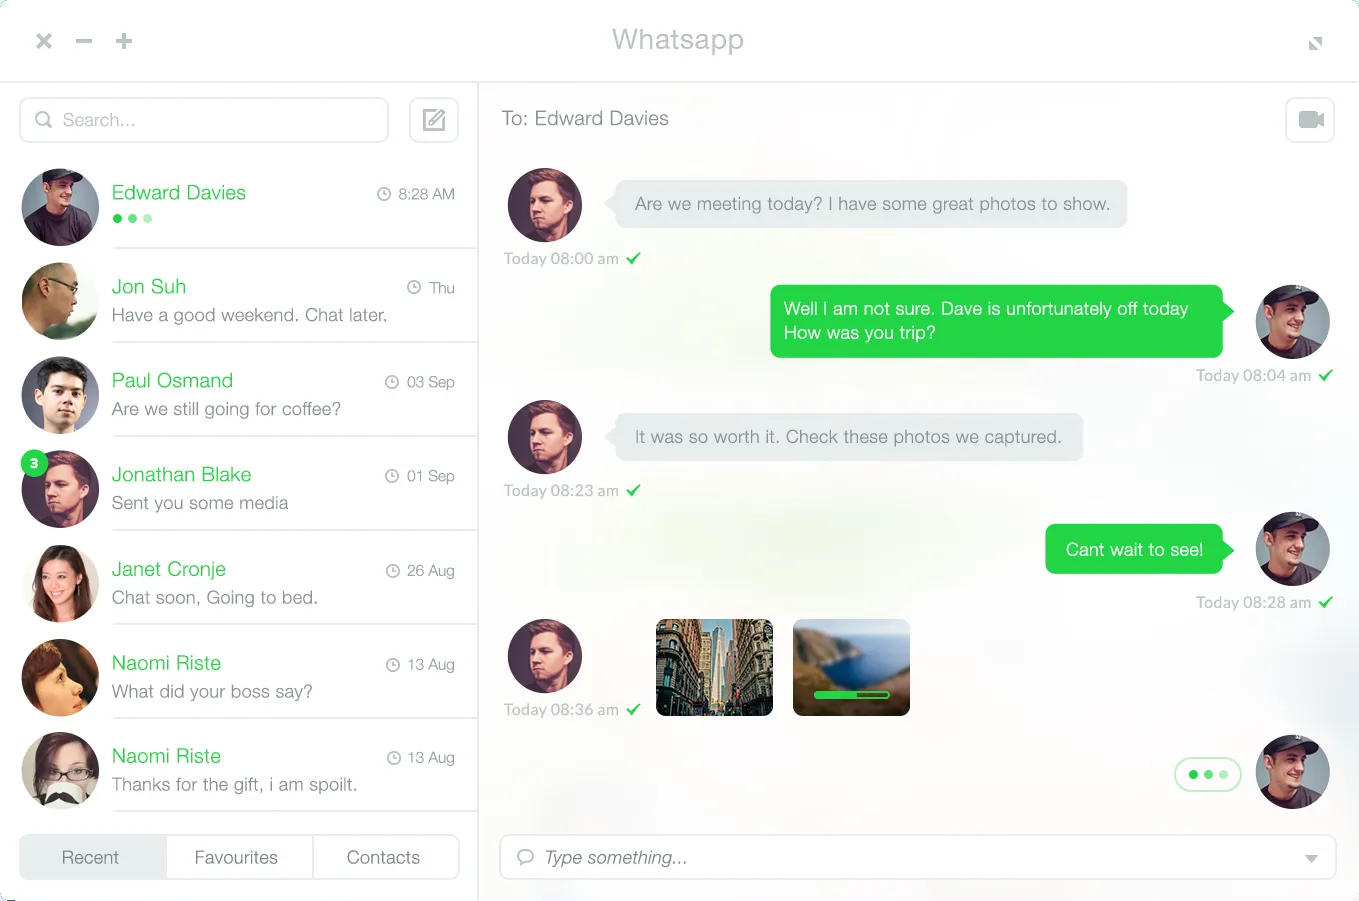 Whatsapp
Search...
To: Edward Davies
Edward Davies
8:28 AM
Jon Suh
Thu
Have a good weekend. Chat later.
Paul Osmand
03 Sep
Are we still going for coffee?
3
Jonathan Blake
01 Sep
Sent you some media
Janet Cronje
26 Aug
Chat soon, Going to bed.
Naomi Riste
13 Aug
What did your boss say?
Naomi Riste
13 Aug
Thanks for the gift, i am spoilt.
Recent
Favourites
Contacts
Are we meeting today? I have some great photos to show.
Today 08:00 am
Well I am not sure. Dave is unfortunately off today
How was you trip?
Today 08:04 am
It was so worth it. Check these photos we captured.
Today 08:23 am
Cant wait to see!
Today 08:28 am
Today 08:36 am
Type something...